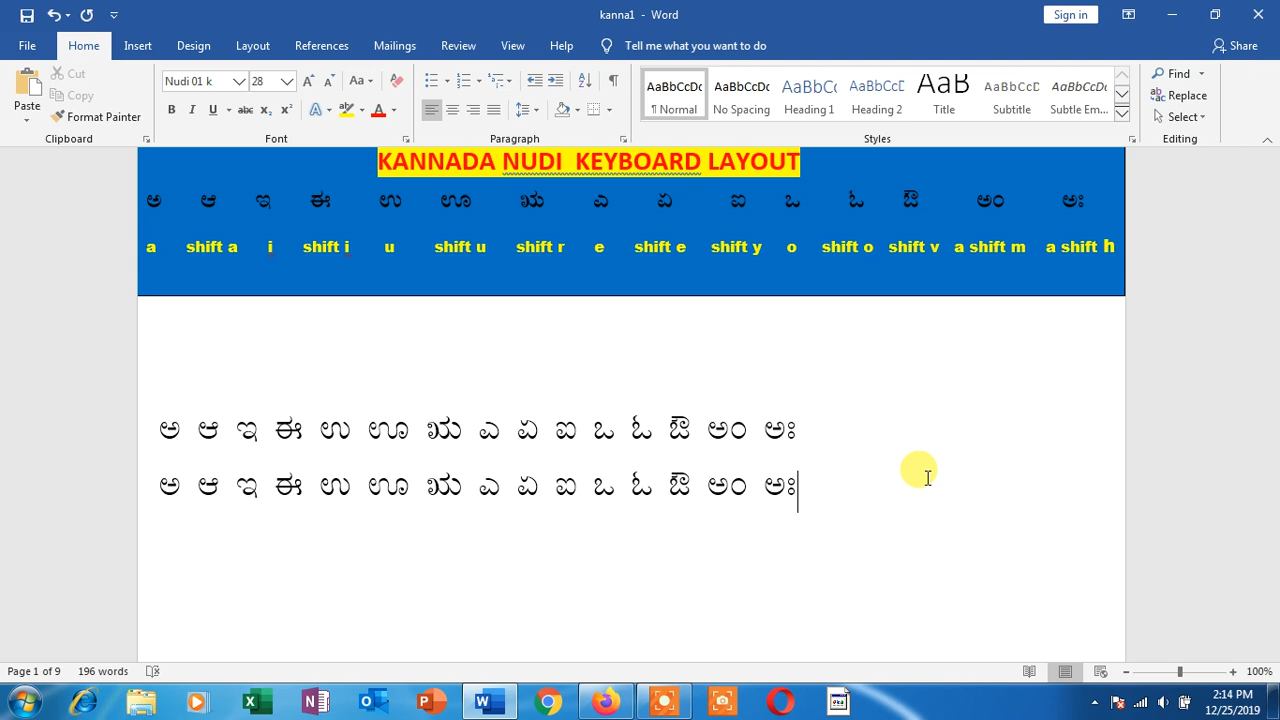 kanna1 - Word
Sign in
File Home Insert Design Layout References Mailings Review View Help Tell me what you want to do Share
Paste Cut Copy Format Painter Clipboard
Nudi 01 k 28 Font
Paragraph
AaBbCcDc ¶ Normal AaBbCcDc No Spacing AaBbCc Heading 1 AaBbCcD Heading 2 AaB Title AaBbCcD Subtitle AaBbCcDc Subtle Em... Styles
Find Replace Select Editing
KANNADA NUDI KEYBOARD LAYOUT
ಅ ಆ ಇ ಈ ಉ ಊ ಋ ಎ ಏ ಐ ಒ ಓ ಔ ಅಂ ಅಃ
a shift a i shift i u shift u shift r e shift e shift y o shift o shift v a shift m a shift h
ಅ ಆ ಇ ಈ ಉ ಊ ಋ ಎ ಏ ಐ ಒ ಓ ಔ ಅಂ ಅಃ
ಅ ಆ ಇ ಈ ಉ ಊ ಋ ಎ ಏ ಐ ಒ ಓ ಔ ಅಂ ಅಃ
Page 1 of 9 196 words 100%
2:14 PM
12/25/2019